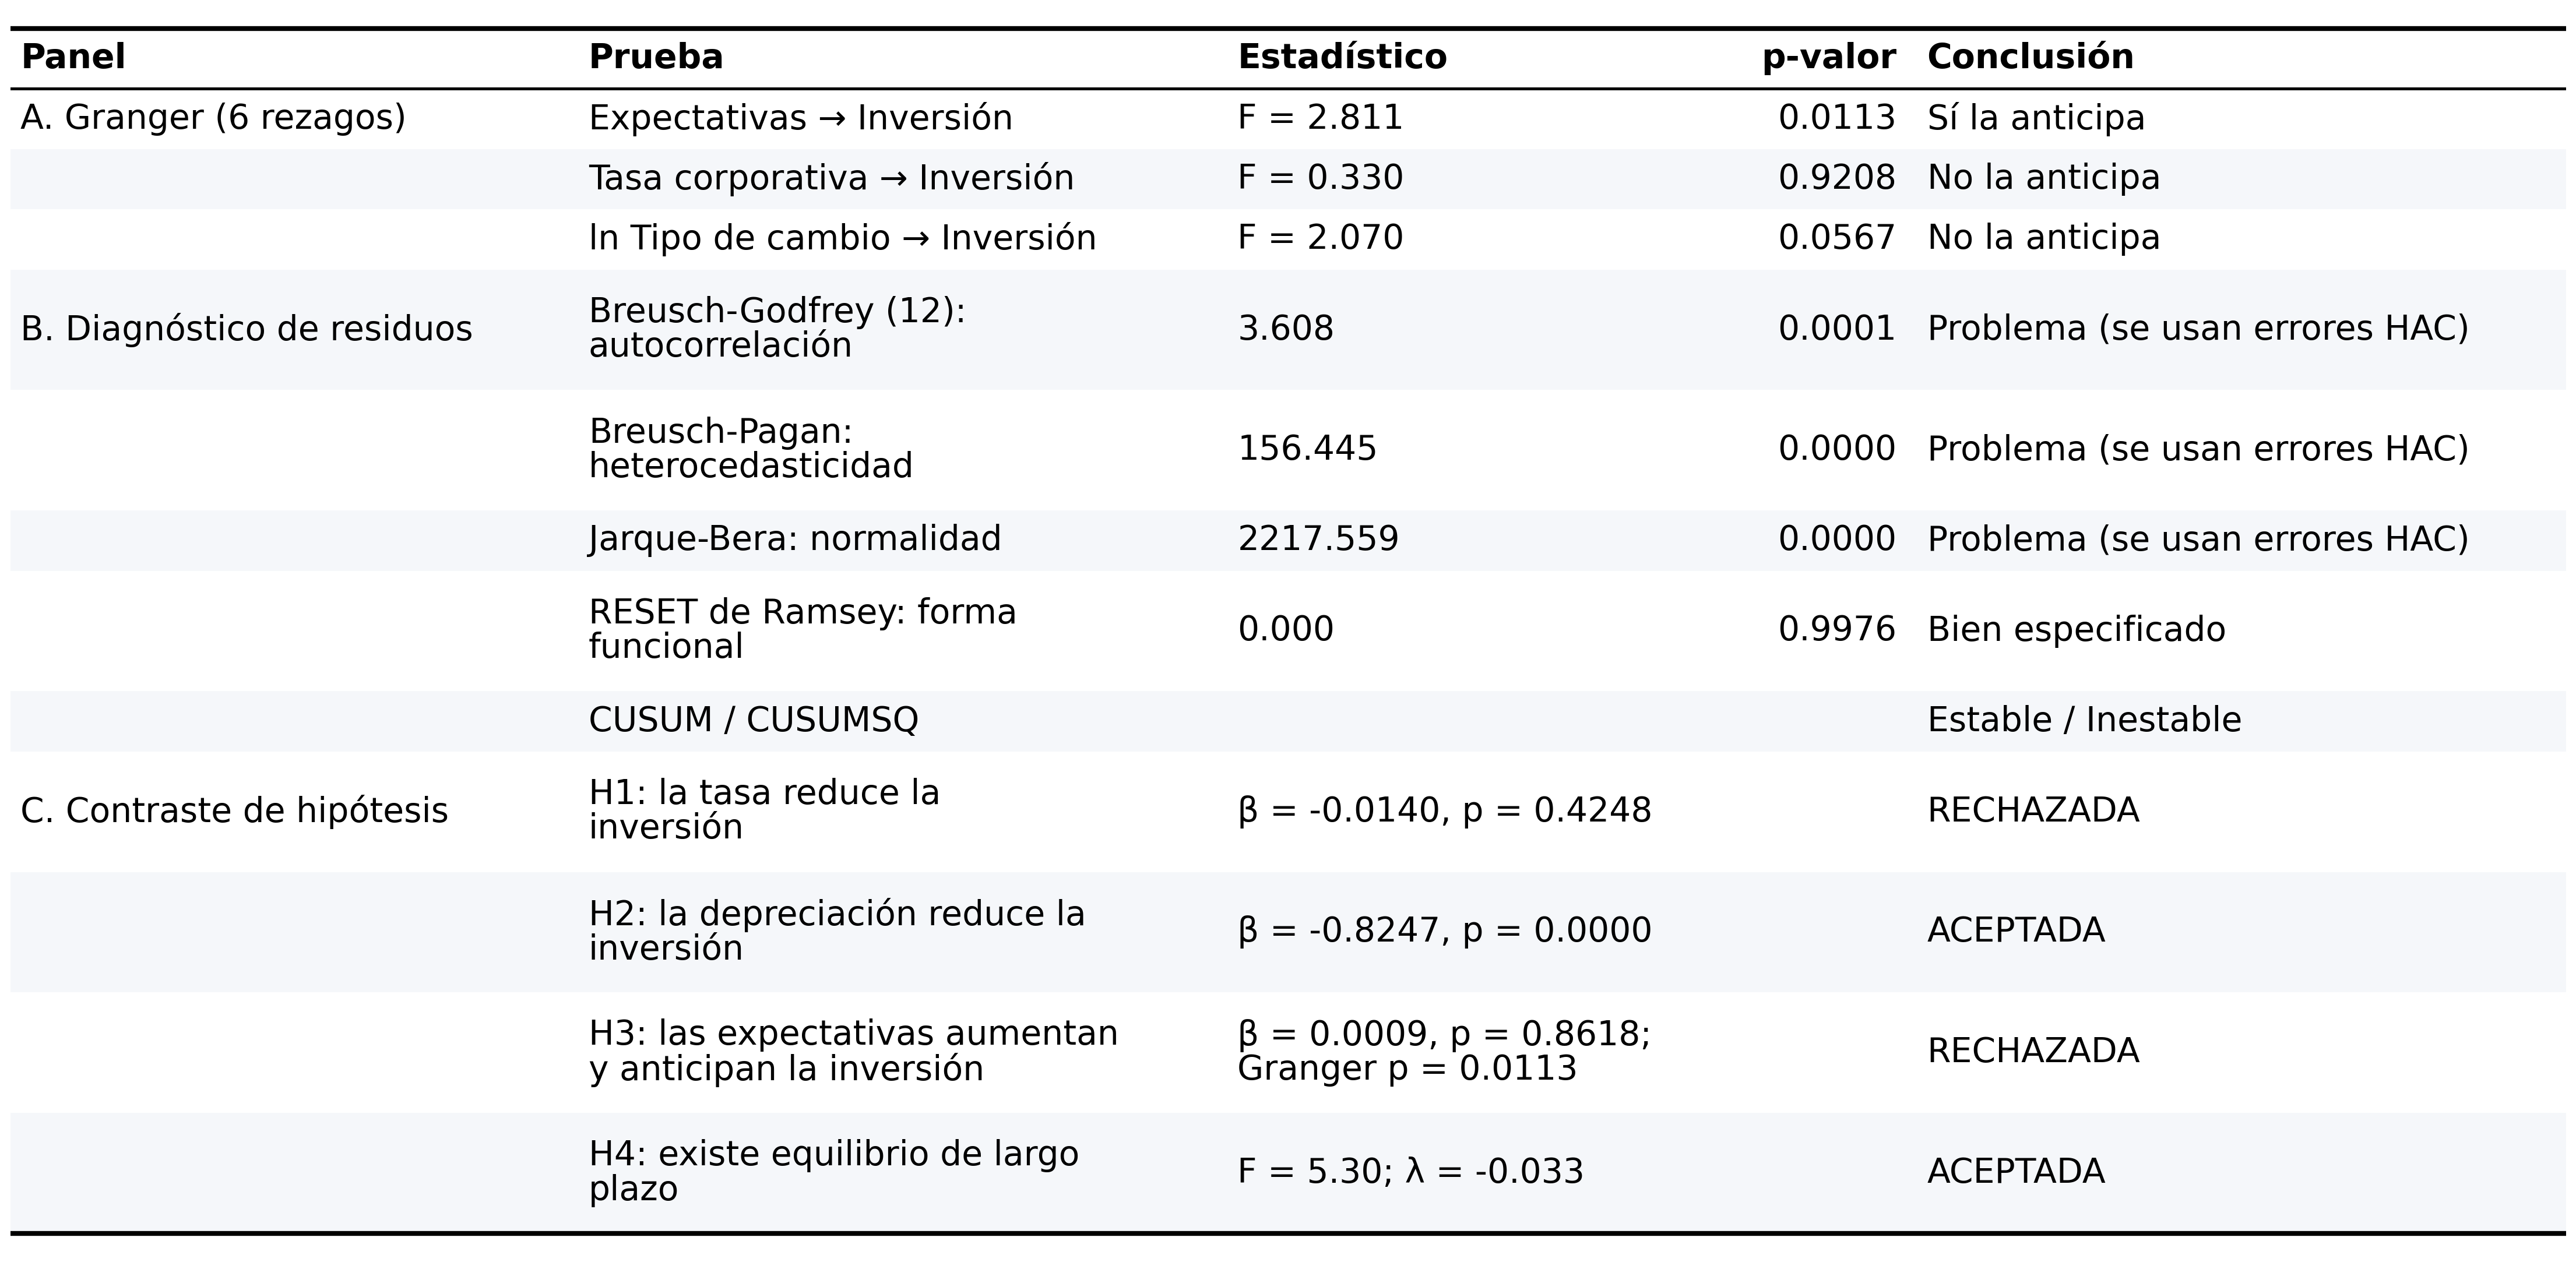 Panel Prueba Estadístico p-valor Conclusión
A. Granger (6 rezagos) Expectativas → Inversión F = 2.811 0.0113 Sí la anticipa
Tasa corporativa → Inversión F = 0.330 0.9208 No la anticipa
ln Tipo de cambio → Inversión F = 2.070 0.0567 No la anticipa
B. Diagnóstico de residuos Breusch-Godfrey (12):
autocorrelación 3.608 0.0001 Problema (se usan errores HAC)
Breusch-Pagan:
heterocedasticidad 156.445 0.0000 Problema (se usan errores HAC)
Jarque-Bera: normalidad 2217.559 0.0000 Problema (se usan errores HAC)
RESET de Ramsey: forma
funcional 0.000 0.9976 Bien especificado
CUSUM / CUSUMSQ Estable / Inestable
C. Contraste de hipótesis H1: la tasa reduce la
inversión β = -0.0140, p = 0.4248 RECHAZADA
H2: la depreciación reduce la
inversión β = -0.8247, p = 0.0000 ACEPTADA
H3: las expectativas aumentan
y anticipan la inversión β = 0.0009, p = 0.8618;
Granger p = 0.0113 RECHAZADA
H4: existe equilibrio de largo
plazo F = 5.30; λ = -0.033 ACEPTADA